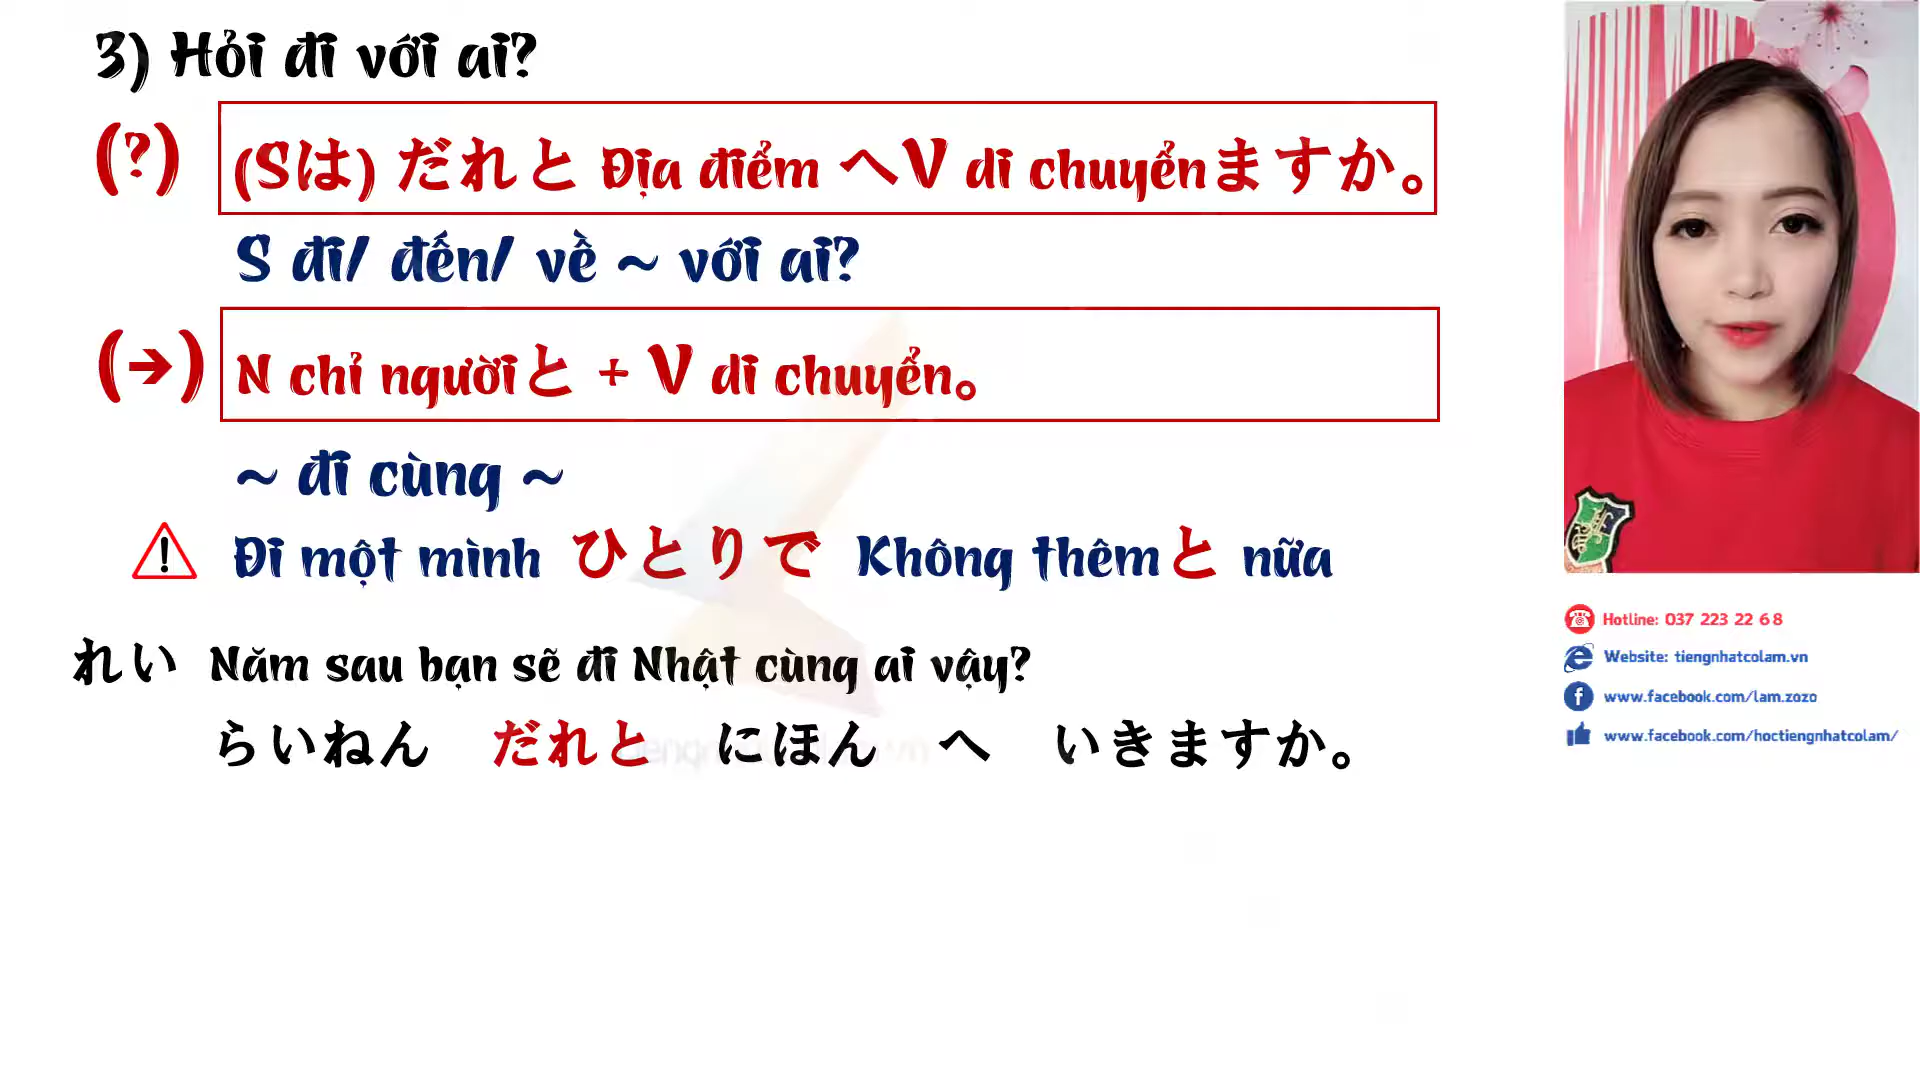 3) Hỏi đi với ai?
(?) (Sは) だれと Địa điểm へV di chuyểnますか。
S đi/ đến/ về ~ với ai?
(➔) N chỉ ngườiと + V di chuyển。
~ đi cùng ~
Đi một mình ひとりで Không thêmと nữa
れい Năm sau bạn sẽ đi Nhật cùng ai vậy?
らいねん だれと にほん へ いきますか。
Hotline: 037 223 22 68
Website: tiengnhatcolam.vn
www.facebook.com/lam.zozo
www.facebook.com/hoctiengnhatcolam/